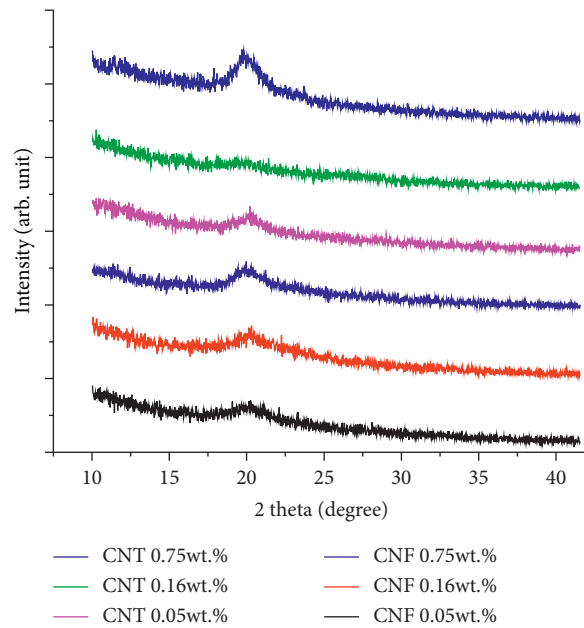 Intensity (arb. unit)
10 15 20 25 30 35 40
2 theta (degree)
CNT 0.75wt.% CNF 0.75wt.%
CNT 0.16wt.% CNF 0.16wt.%
CNT 0.05wt.% CNF 0.05wt.%